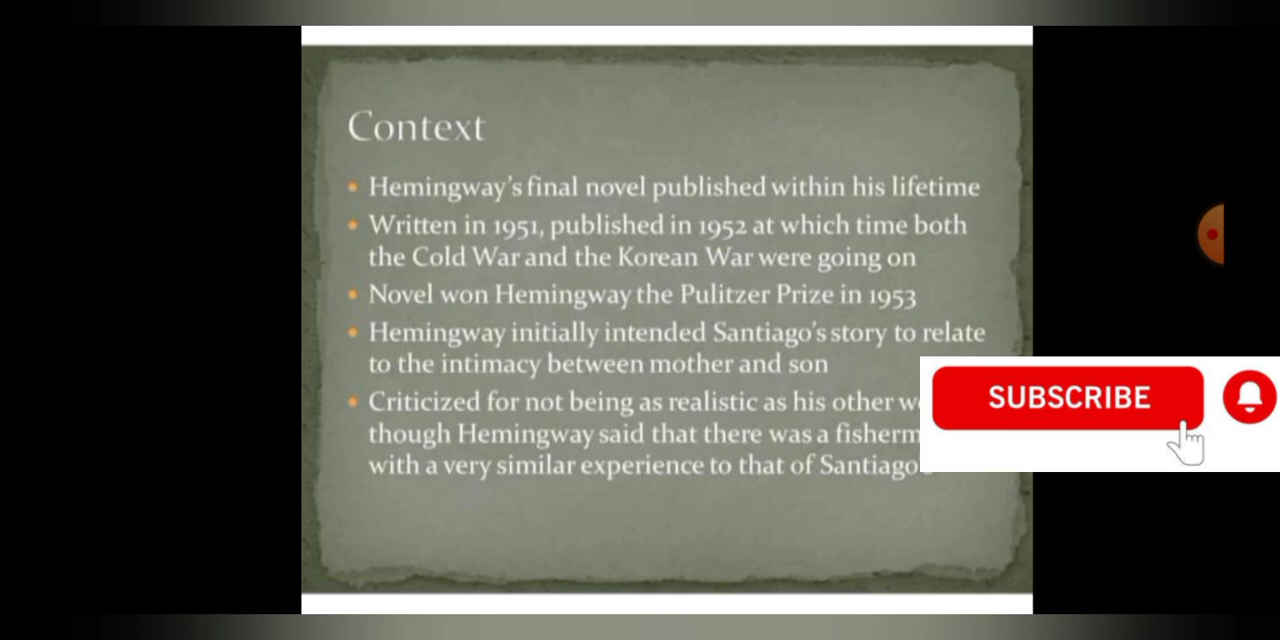 Context
• Hemingway's final novel published within his lifetime
• Written in 1951, published in 1952 at which time both
the Cold War and the Korean War were going on
• Novel won Hemingway the Pulitzer Prize in 1953
• Hemingway initially intended Santiago's story to relate
to the intimacy between mother and son
• Criticized for not being as realistic as his other
though Hemingway said that there was a
with a very similar experience to that of
SUBSCRIBE